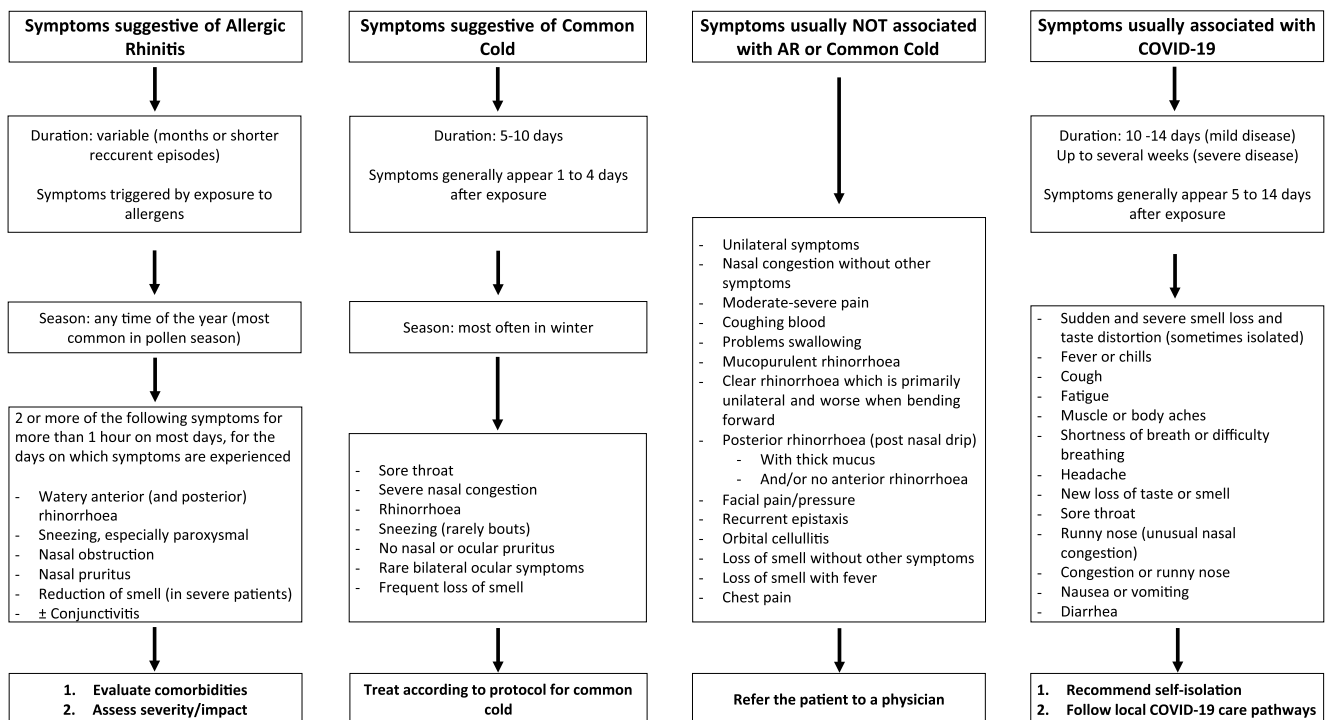 Symptoms suggestive of Allergic
Rhinitis
Duration: variable (months or shorter
reccurent episodes)
Symptoms triggered by exposure to
allergens
Season: any time of the year (most
common in pollen season)
2 or more of the following symptoms for
more than 1 hour on most days, for the
days on which symptoms are experienced
- Watery anterior (and posterior)
rhinorrhoea
- Sneezing, especially paroxysmal
- Nasal obstruction
- Nasal pruritus
- Reduction of smell (in severe patients)
- ± Conjunctivitis
1. Evaluate comorbidities
2. Assess severity/impact
Symptoms suggestive of Common
Cold
Duration: 5-10 days
Symptoms generally appear 1 to 4 days
after exposure
Season: most often in winter
- Sore throat
- Severe nasal congestion
- Rhinorrhoea
- Sneezing (rarely bouts)
- No nasal or ocular pruritus
- Rare bilateral ocular symptoms
- Frequent loss of smell
Treat according to protocol for common
cold
Symptoms usually NOT associated
with AR or Common Cold
- Unilateral symptoms
- Nasal congestion without other
symptoms
- Moderate-severe pain
- Coughing blood
- Problems swallowing
- Mucopurulent rhinorrhoea
- Clear rhinorrhoea which is primarily
unilateral and worse when bending
forward
- Posterior rhinorrhoea (post nasal drip)
- With thick mucus
- And/or no anterior rhinorrhoea
- Facial pain/pressure
- Recurrent epistaxis
- Orbital cellullitis
- Loss of smell without other symptoms
- Loss of smell with fever
- Chest pain
Refer the patient to a physician
Symptoms usually associated with
COVID-19
Duration: 10 -14 days (mild disease)
Up to several weeks (severe disease)
Symptoms generally appear 5 to 14 days
after exposure
- Sudden and severe smell loss and
taste distortion (sometimes isolated)
- Fever or chills
- Cough
- Fatigue
- Muscle or body aches
- Shortness of breath or difficulty
breathing
- Headache
- New loss of taste or smell
- Sore throat
- Runny nose (unusual nasal
congestion)
- Congestion or runny nose
- Nausea or vomiting
- Diarrhea
1. Recommend self-isolation
2. Follow local COVID-19 care pathways